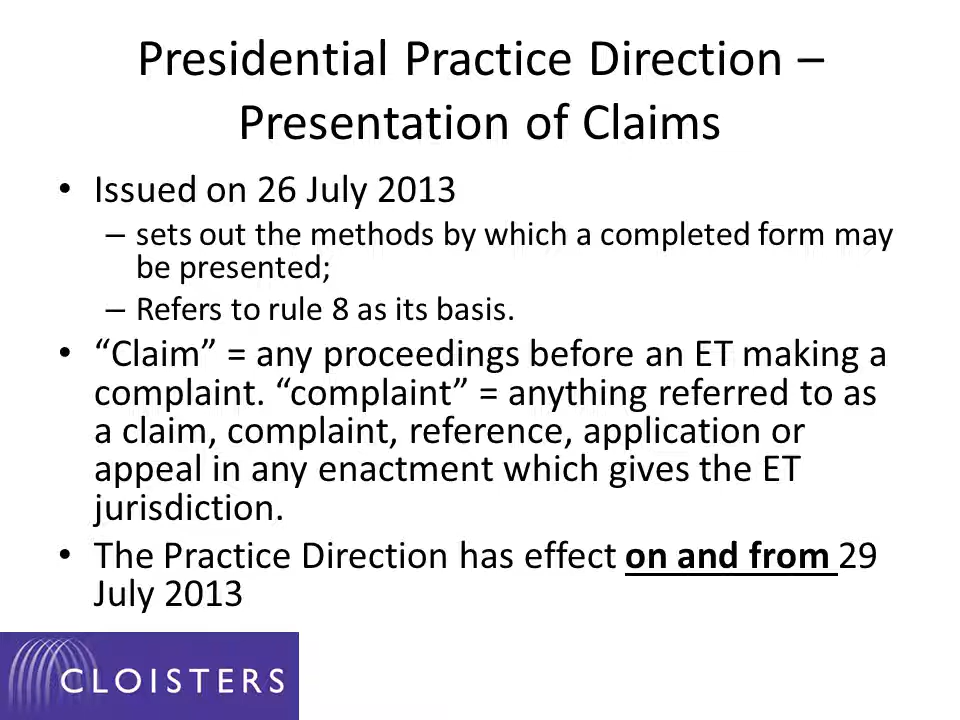 Presidential Practice Direction –
Presentation of Claims
• Issued on 26 July 2013
– sets out the methods by which a completed form may
be presented;
– Refers to rule 8 as its basis.
• “Claim” = any proceedings before an ET making a
complaint. “complaint” = anything referred to as
a claim, complaint, reference, application or
appeal in any enactment which gives the ET
jurisdiction.
• The Practice Direction has effect on and from 29
July 2013
CLOISTERS